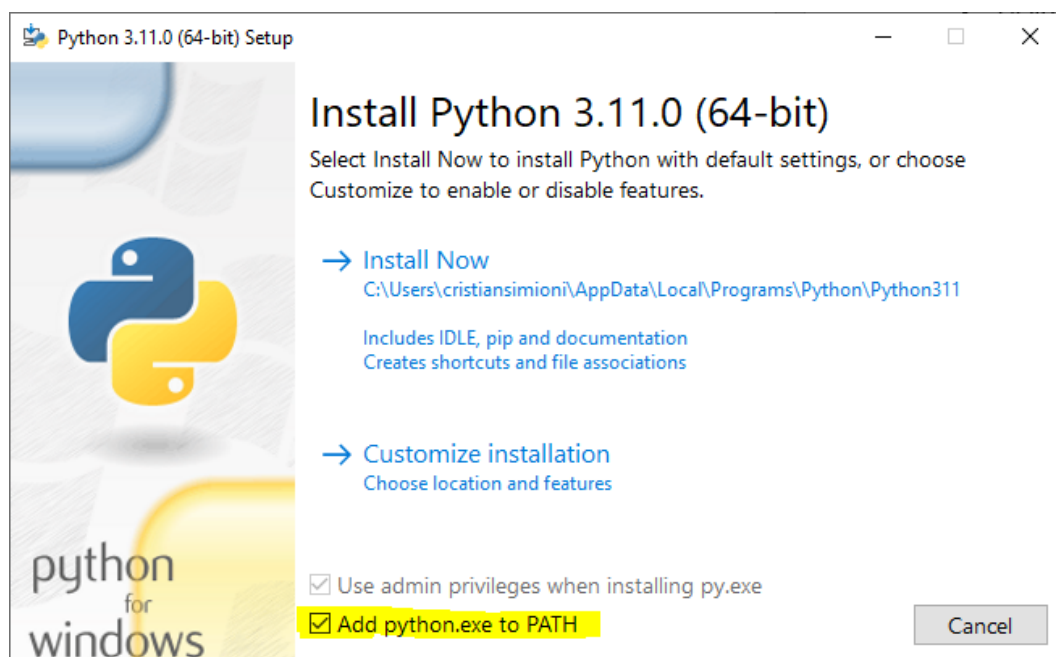 Python 3.11.0 (64-bit) Setup
Install Python 3.11.0 (64-bit)
Select Install Now to install Python with default settings, or choose
Customize to enable or disable features.
Install Now
C:\Users\cristiansimioni\AppData\Local\Programs\Python\Python311
Includes IDLE, pip and documentation
Creates shortcuts and file associations
Customize installation
Choose location and features
python
for
windows
Use admin privileges when installing py.exe
Add python.exe to PATH
Cancel